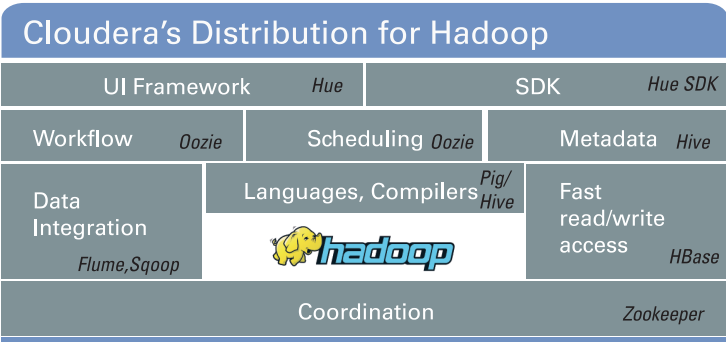 Cloudera's Distribution for Hadoop
UI Framework Hue
SDK Hue SDK
Workflow Oozie
Scheduling Oozie
Metadata Hive
Data
Integration
Flume,Sqoop
Languages, Compilers Pig/
Hive
hadoop
Fast
read/write
access
HBase
Coordination Zookeeper